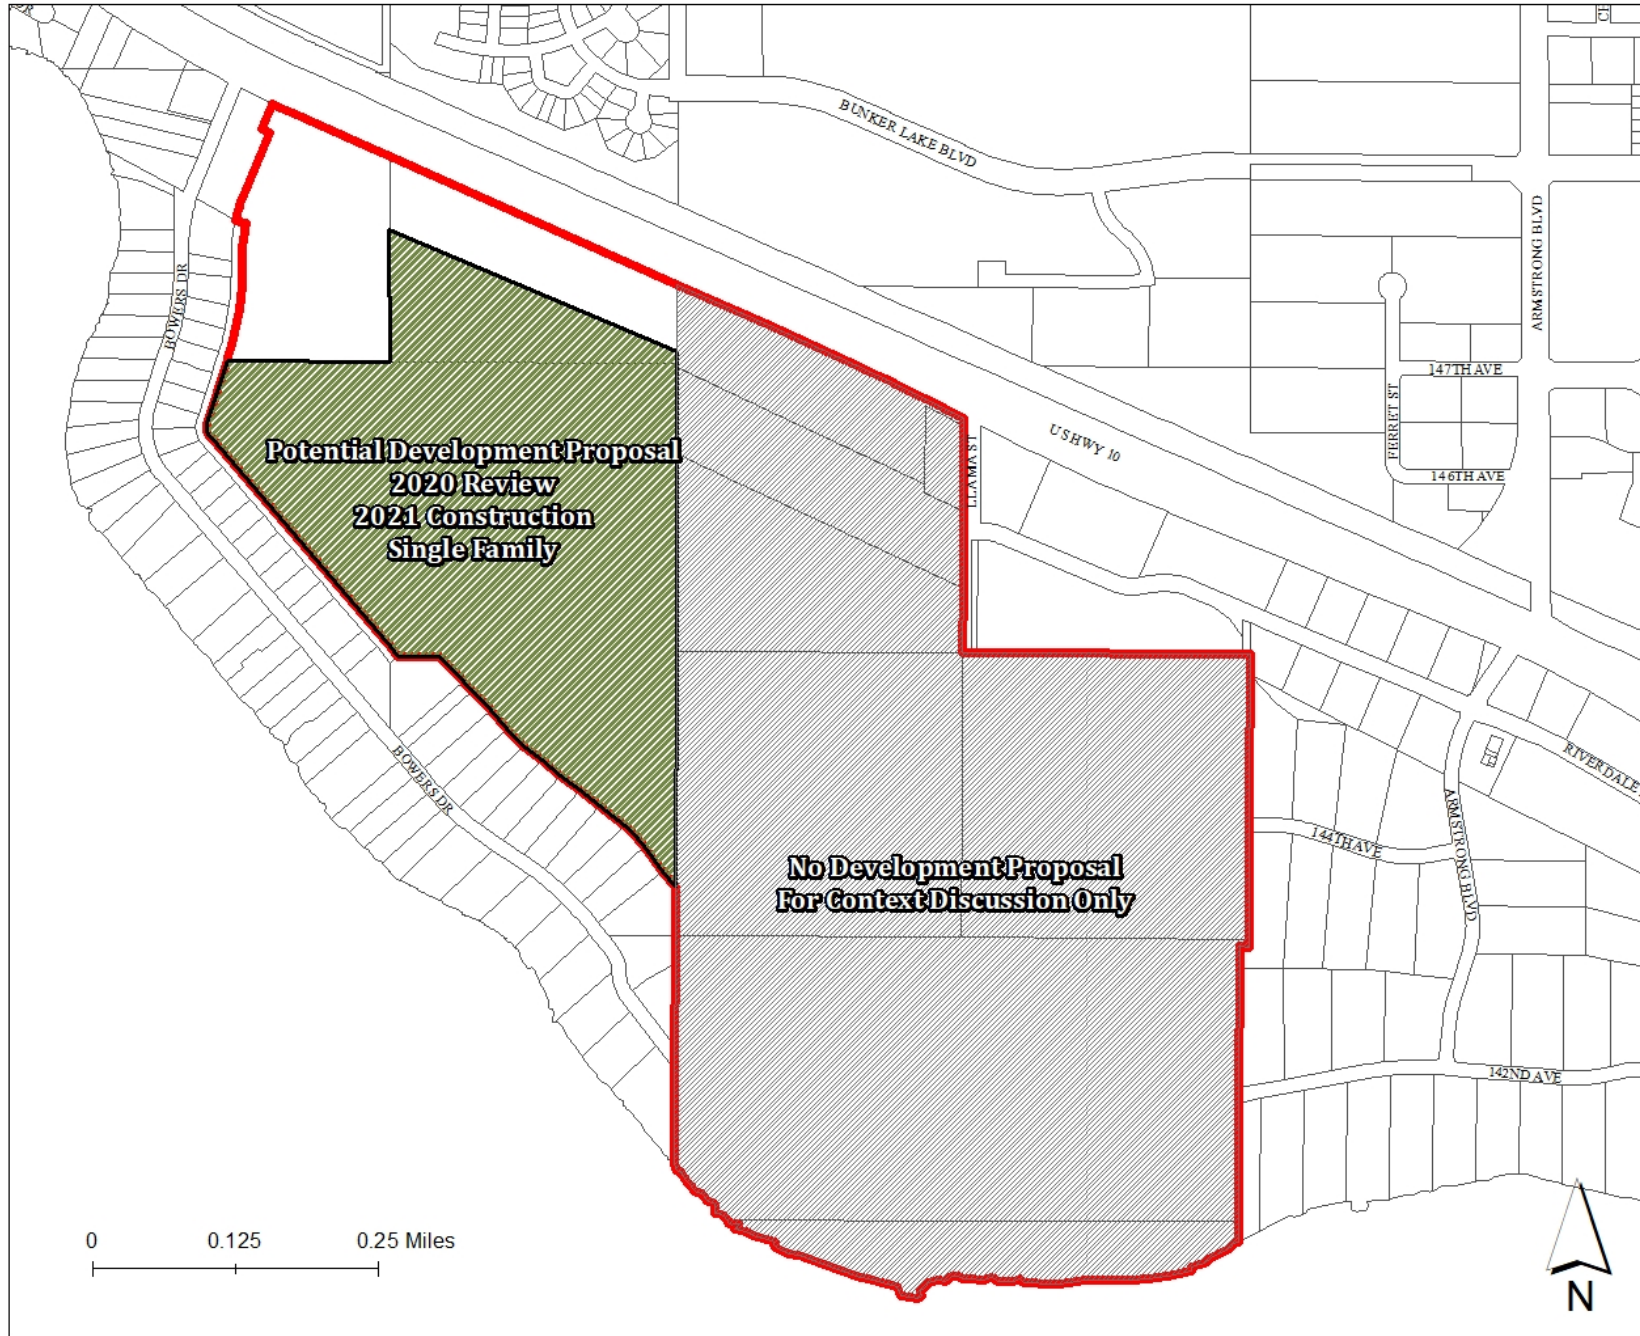 BUNKER LAKE BLVD
ARMSTRONG BLVD
BOWERS DR
147TH AVE
FERRET ST
146TH AVE
USHWY 10
LLAMA ST
Potential Development Proposal
2020 Review
2021 Construction
Single Family
BOWERS DR
RIVERDALE
144TH AVE
ARMSTRONG BLVD
No Development Proposal
For Context Discussion Only
142ND AVE
0 0.125 0.25 Miles
N